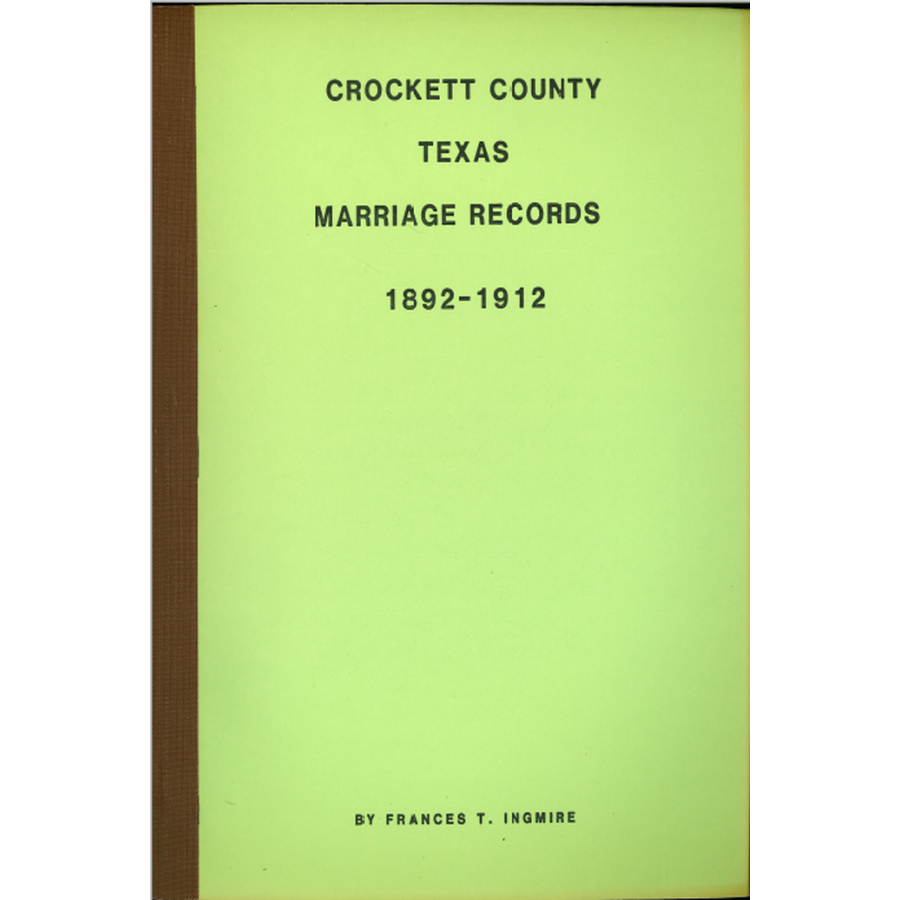 CROCKETT COUNTY
TEXAS
MARRIAGE RECORDS
1892-1912
BY FRANCES T. INGMIRE